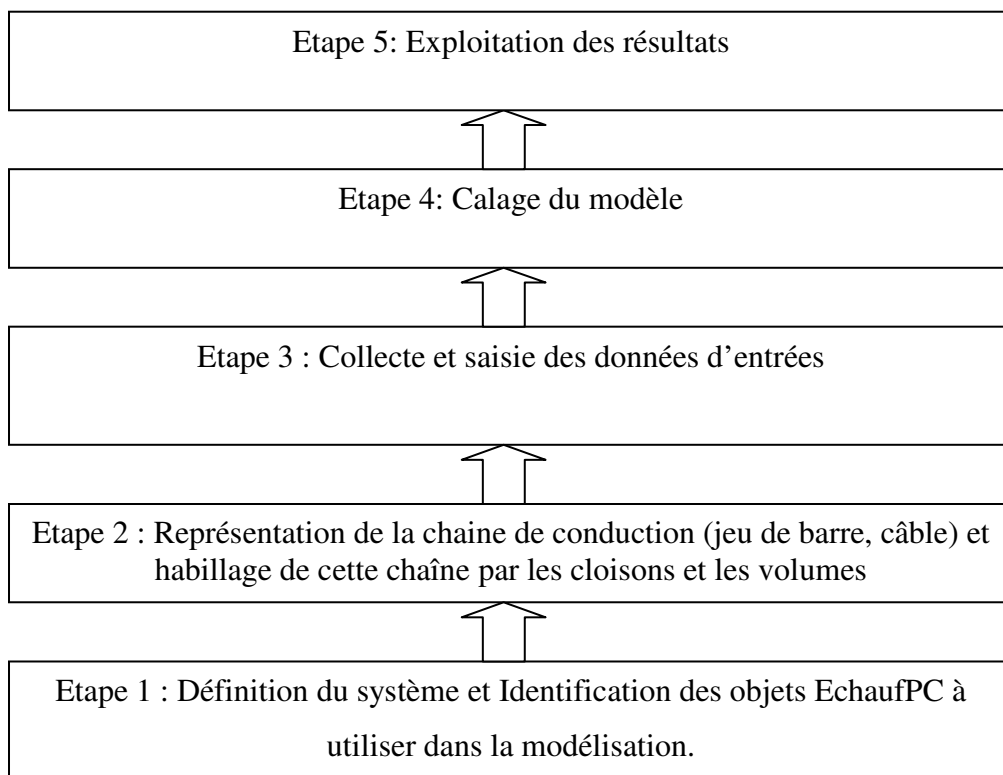 Etape 5: Exploitation des résultats
Etape 4: Calage du modèle
Etape 3 : Collecte et saisie des données d’entrées
Etape 2 : Représentation de la chaine de conduction (jeu de barre, câble) et
habillage de cette chaîne par les cloisons et les volumes
Etape 1 : Définition du système et Identification des objets EchaufPC à
utiliser dans la modélisation.